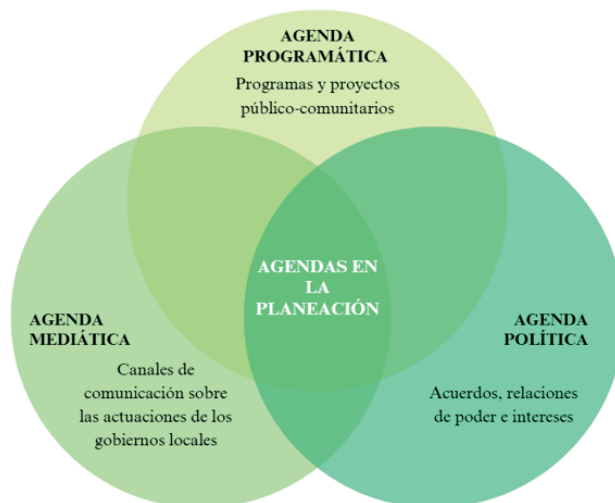 AGENDA
PROGRAMÁTICA
Programas y proyectos
público-comunitarios
AGENDAS EN
LA
PLANEACIÓN
AGENDA
MEDIÁTICA
Canales de
comunicación sobre
las actuaciones de los
gobiernos locales
AGENDA
POLÍTICA
Acuerdos, relaciones
de poder e intereses